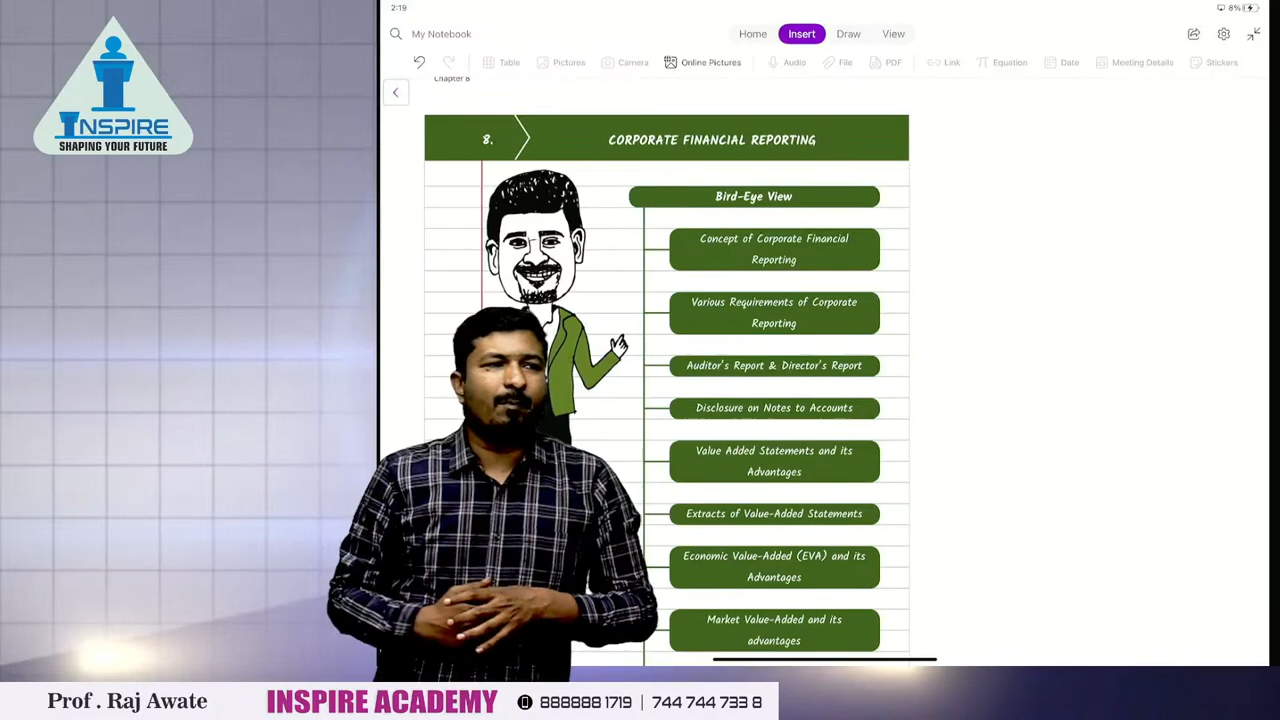 2:19
8%
My Notebook
Home
Insert
Draw
View
Table
Pictures
Camera
Online Pictures
Audio
File
PDF
Link
Equation
Date
Meeting Details
Stickers
Chapter 8
INSPIRE
SHAPING YOUR FUTURE
8.
CORPORATE FINANCIAL REPORTING
Bird-Eye View
Concept of Corporate Financial
Reporting
Various Requirements of Corporate
Reporting
Auditor's Report & Director's Report
Disclosure on Notes to Accounts
Value Added Statements and its
Advantages
Extracts of Value-Added Statements
Economic Value-Added (EVA) and its
Advantages
Market Value-Added and its
advantages
Prof . Raj Awate
INSPIRE ACADEMY
888888 1719 | 744 744 733 8